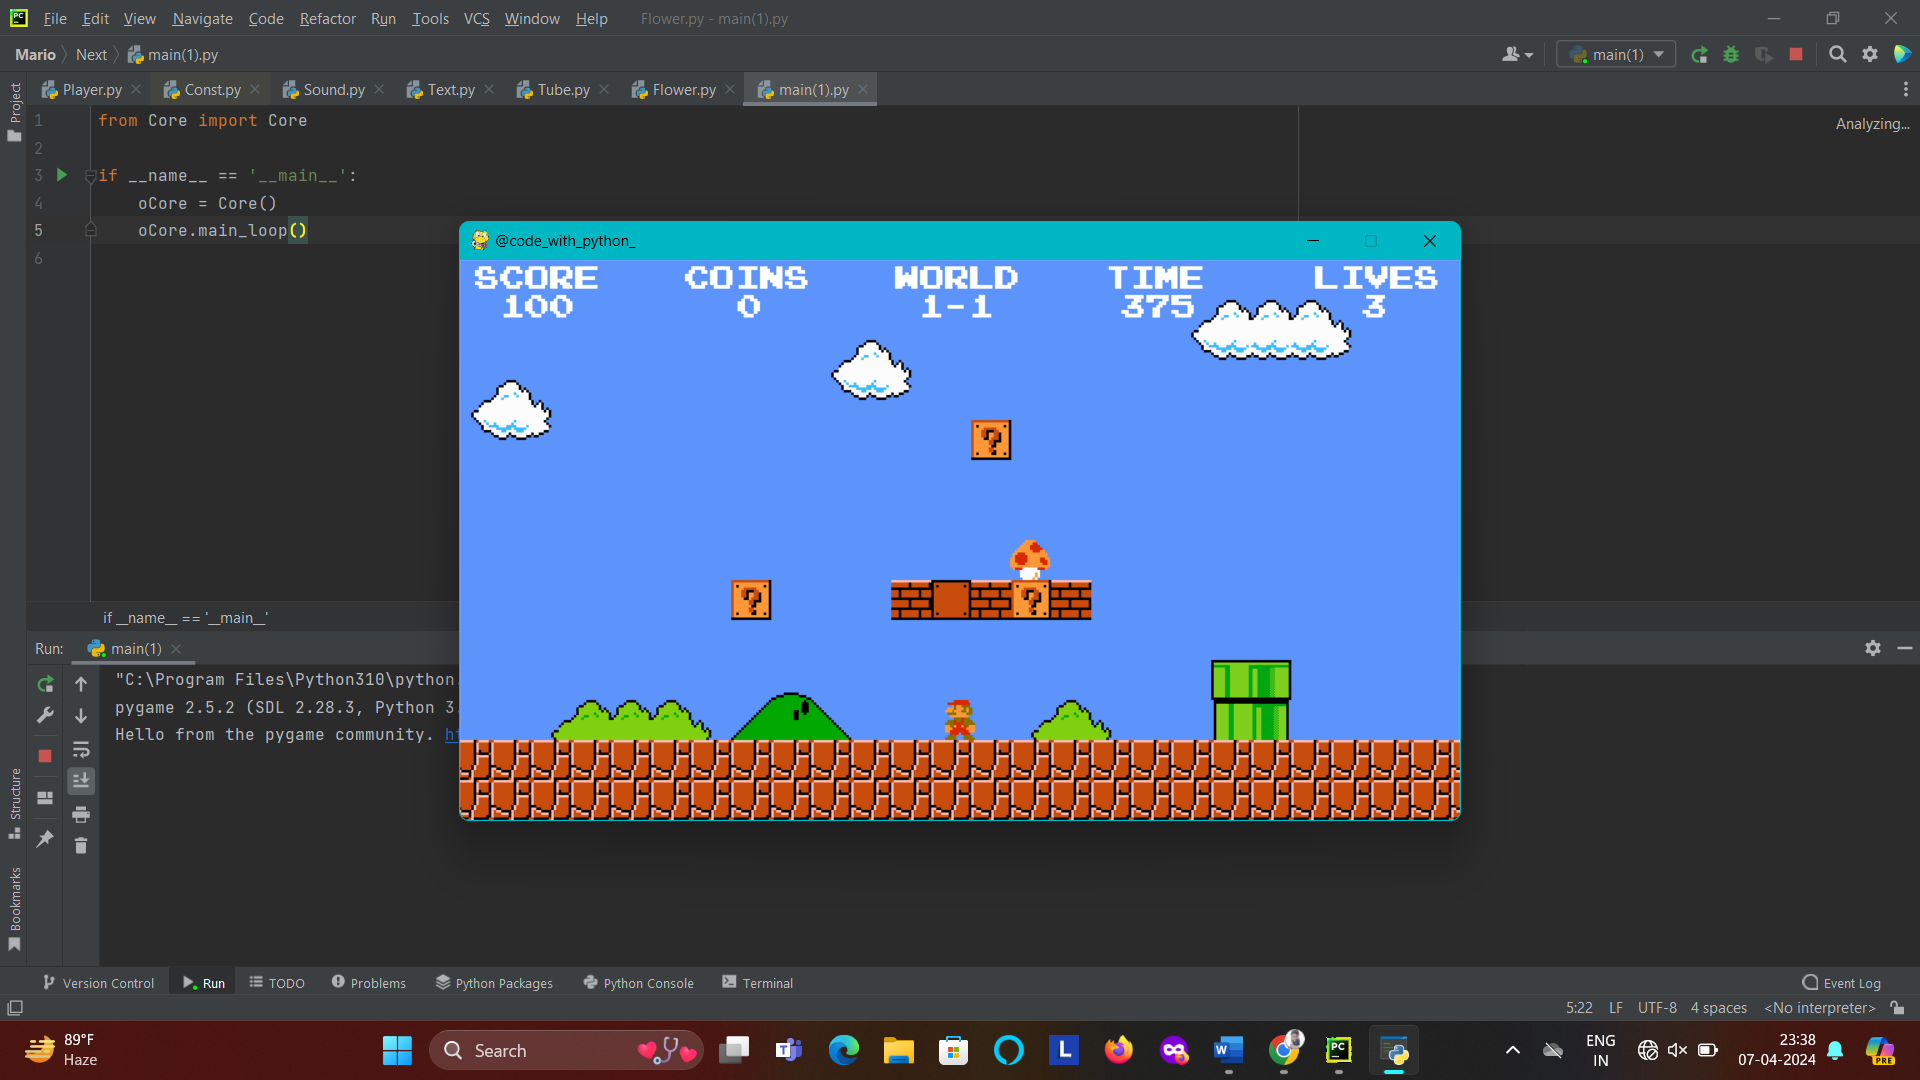 File Edit View Navigate Code Refactor Run Tools VCS Window Help Flower.py - main(1).py
Mario Next main(1).py main(1)
Player.py Const.py Sound.py Text.py Tube.py Flower.py main(1).py
Project
1 from Core import Core
Analyzing...
2
3 if __name__ == '__main__':
4 oCore = Core()
5 oCore.main_loop()
6
@code_with_python_
SCORE COINS WORLD TIME LIVES
100 0 1-1 375 3
?
?
?
if __name__ == '__main__'
Run: main(1)
"C:\Program Files\Python310\python.
pygame 2.5.2 (SDL 2.28.3, Python 3.
Hello from the pygame community. ht
Structure
Bookmarks
Version Control Run TODO Problems Python Packages Python Console Terminal Event Log
5:22 LF UTF-8 4 spaces <No interpreter>
89°F
Haze
Search
ENG
IN
23:38
07-04-2024